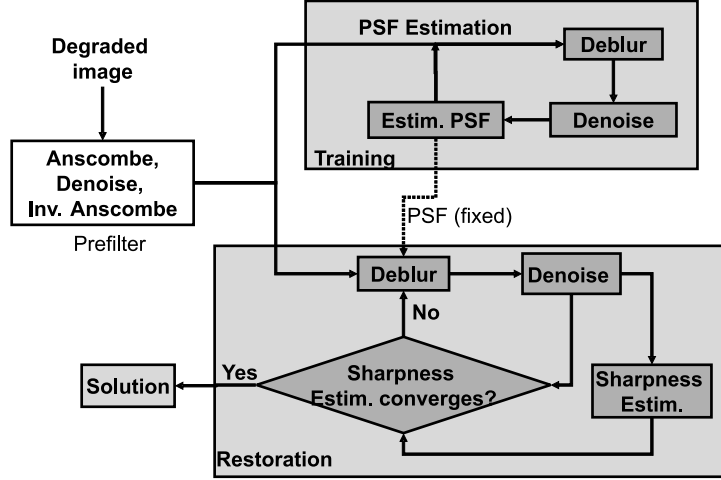 Degraded
image
Anscombe,
Denoise,
Inv. Anscombe
Prefilter
PSF Estimation
Deblur
Denoise
Estim. PSF
Training
PSF (fixed)
Deblur
Denoise
No
Sharpness
Estim.
Sharpness
Estim. converges?
Yes
Solution
Restoration